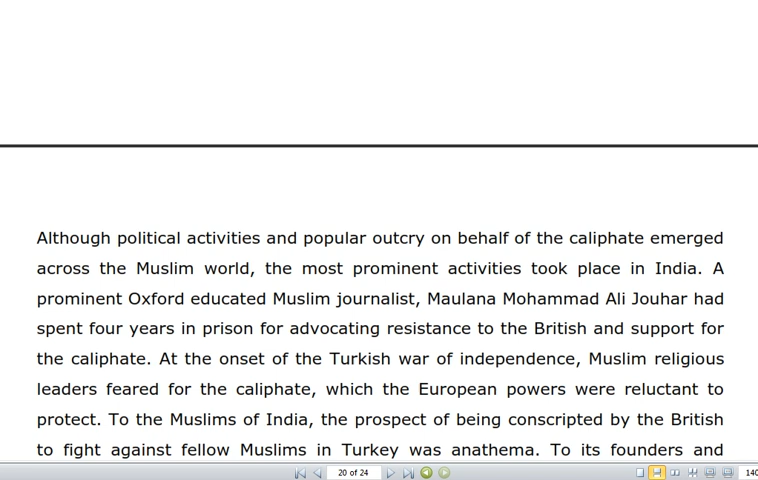 Although political activities and popular outcry on behalf of the caliphate emerged
across the Muslim world, the most prominent activities took place in India. A
prominent Oxford educated Muslim journalist, Maulana Mohammad Ali Jouhar had
spent four years in prison for advocating resistance to the British and support for
the caliphate. At the onset of the Turkish war of independence, Muslim religious
leaders feared for the caliphate, which the European powers were reluctant to
protect. To the Muslims of India, the prospect of being conscripted by the British
to fight against fellow Muslims in Turkey was anathema. To its founders and
20 of 24
140